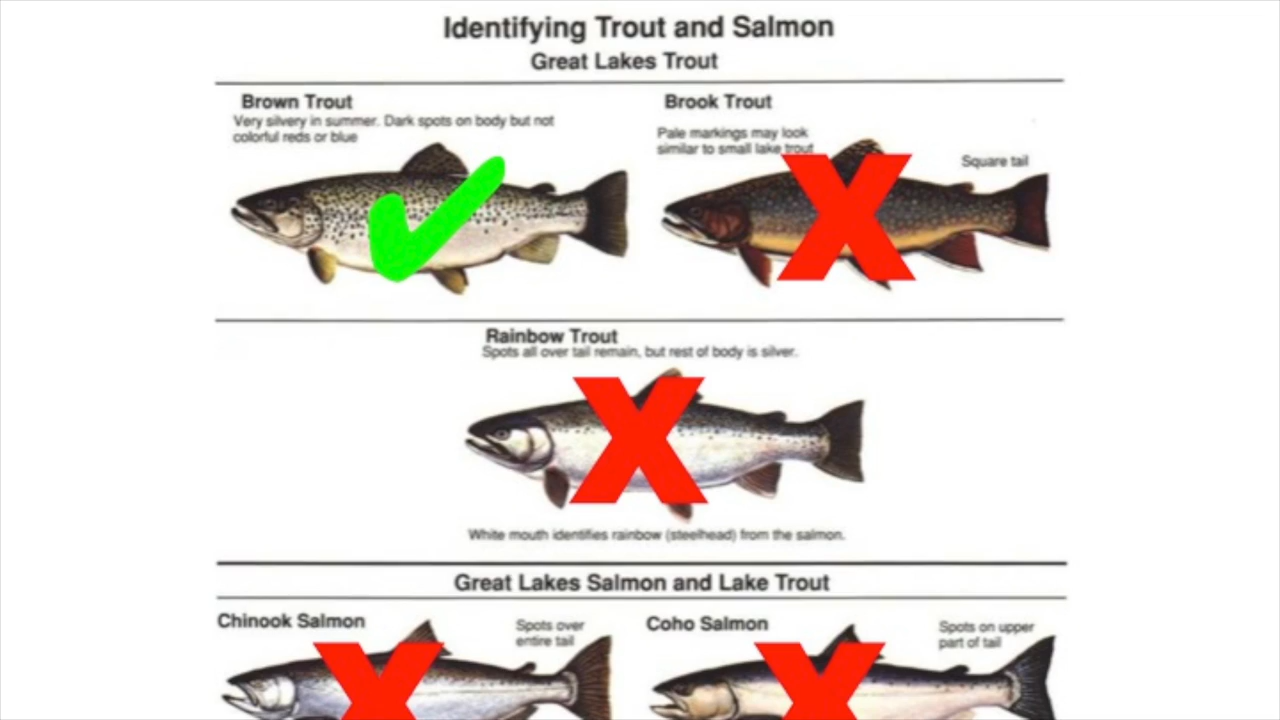 Identifying Trout and Salmon
Great Lakes Trout
Brown Trout
Very silvery in summer. Dark spots on body but not
colorful reds or blue
Brook Trout
Pale markings may look
similar to small lake trout
Square tail
Rainbow Trout
Spots all over tail remain, but rest of body is silver.
White mouth identifies rainbow (steelhead) from the salmon.
Great Lakes Salmon and Lake Trout
Chinook Salmon
Spots over
entire tail
Coho Salmon
Spots on upper
part of tail